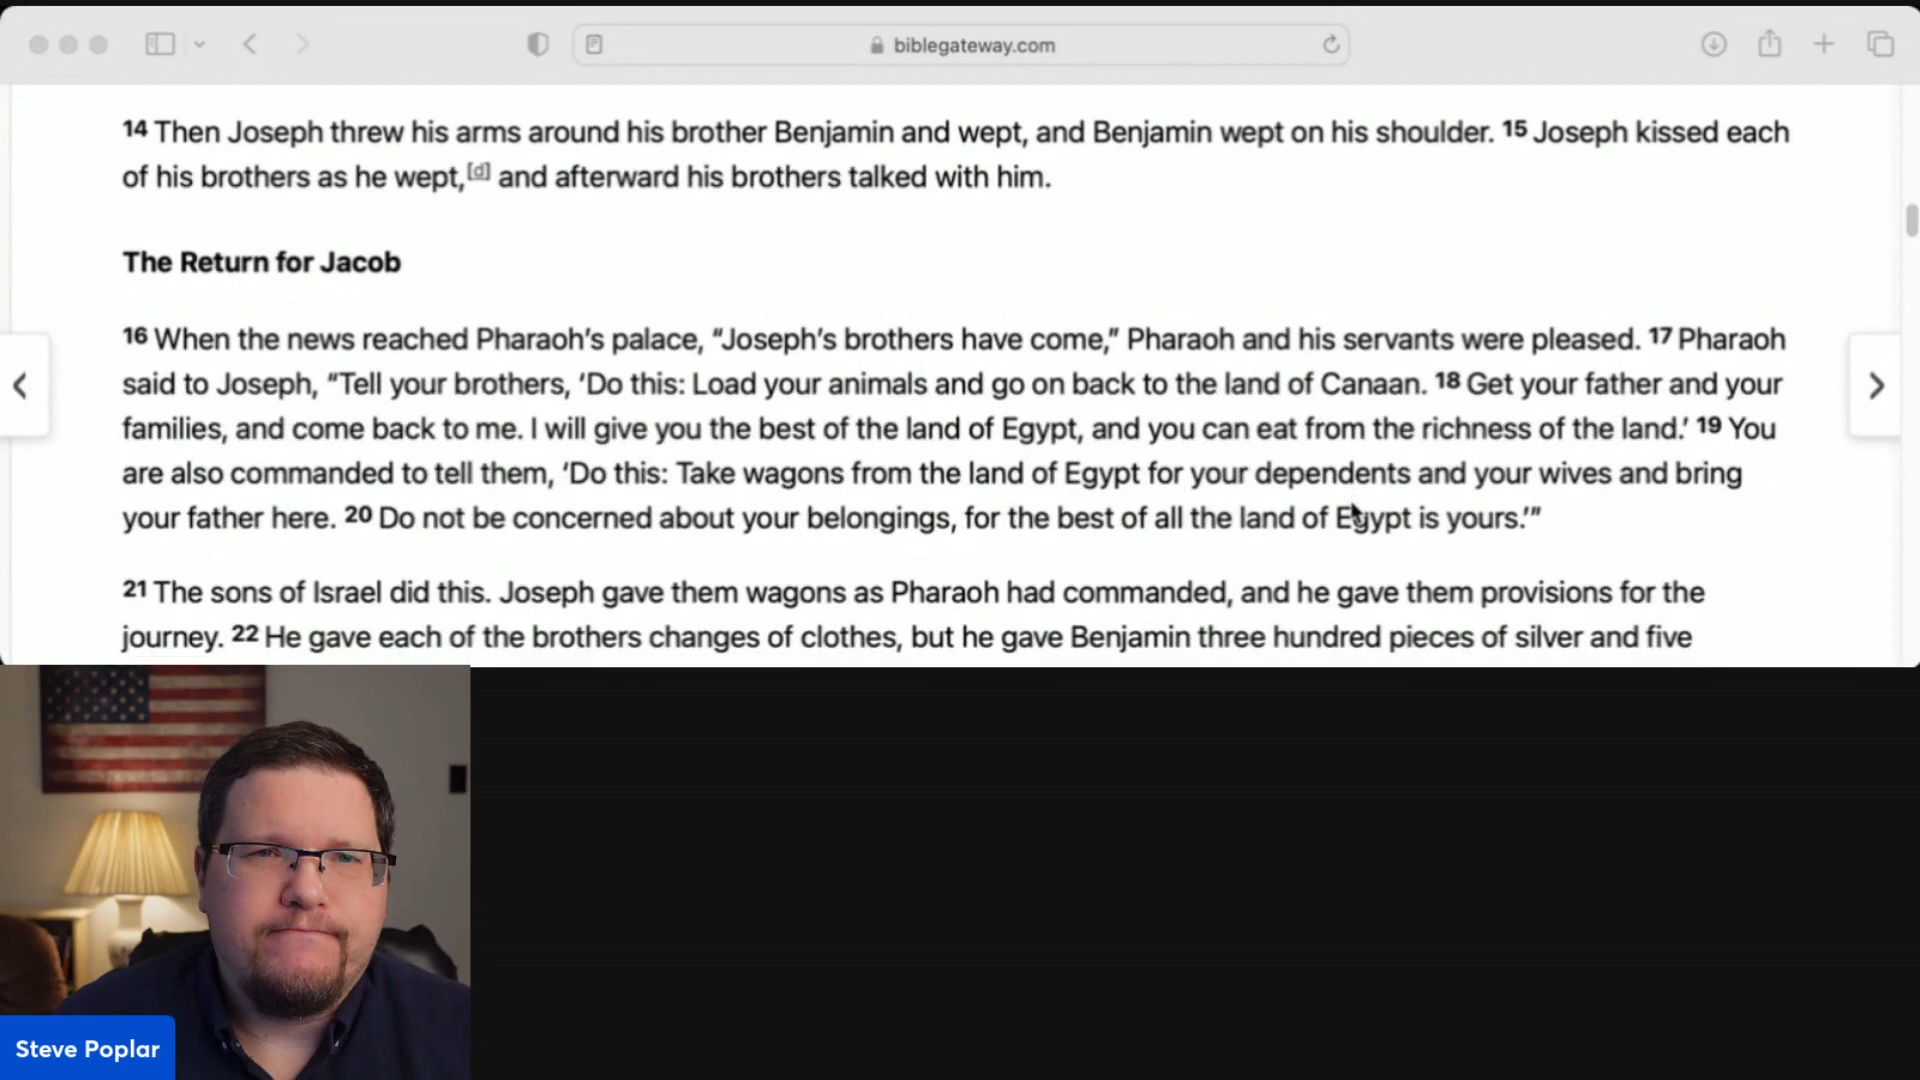 biblegateway.com
14 Then Joseph threw his arms around his brother Benjamin and wept, and Benjamin wept on his shoulder. 15 Joseph kissed each
of his brothers as he wept,[d] and afterward his brothers talked with him.
The Return for Jacob
16 When the news reached Pharaoh’s palace, “Joseph’s brothers have come,” Pharaoh and his servants were pleased. 17 Pharaoh
said to Joseph, “Tell your brothers, ‘Do this: Load your animals and go on back to the land of Canaan. 18 Get your father and your
families, and come back to me. I will give you the best of the land of Egypt, and you can eat from the richness of the land.’ 19 You
are also commanded to tell them, ‘Do this: Take wagons from the land of Egypt for your dependents and your wives and bring
your father here. 20 Do not be concerned about your belongings, for the best of all the land of Egypt is yours.’”
21 The sons of Israel did this. Joseph gave them wagons as Pharaoh had commanded, and he gave them provisions for the
journey. 22 He gave each of the brothers changes of clothes, but he gave Benjamin three hundred pieces of silver and five
Steve Poplar